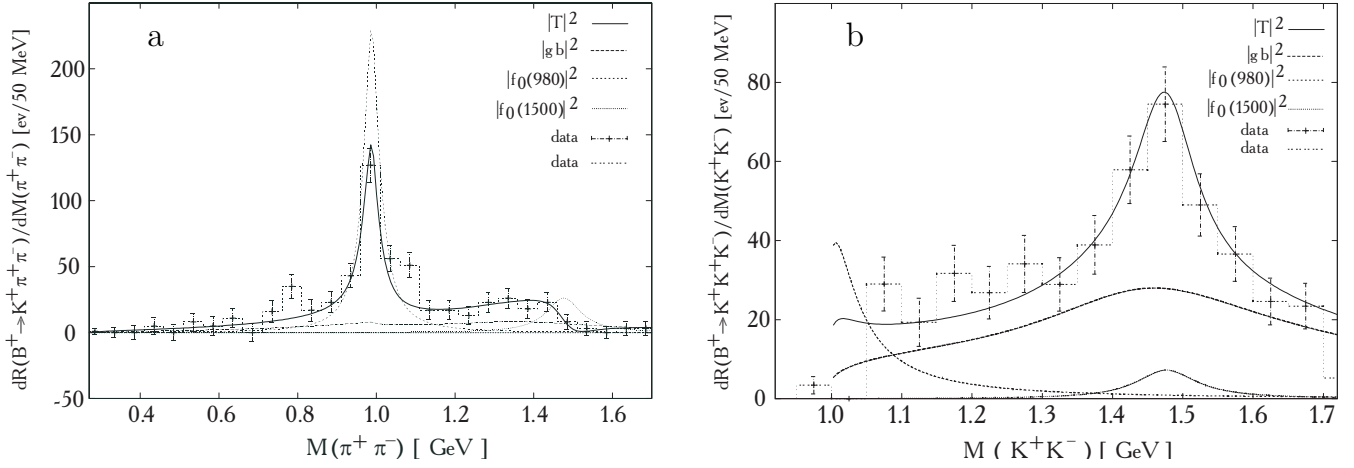 a
dR(B⁺→K⁺π⁺π⁻)/dM(π⁺π⁻) [ev/50 MeV]
|T|²
|gb|²
|f₀(980)|²
|f₀(1500)|²
data
data
200
150
100
50
0
-50
0.4 0.6 0.8 1.0 1.2 1.4 1.6
M(π⁺ π⁻) [ GeV ]
b
dR(B⁺→K⁺K⁺K⁻)/dM(K⁺K⁻) [ev/50 MeV]
|T|²
|gb|²
|f₀(980)|²
|f₀(1500)|²
data
data
80
60
40
20
0
1.0 1.1 1.2 1.3 1.4 1.5 1.6 1.7
M ( K⁺K⁻) [ GeV ]